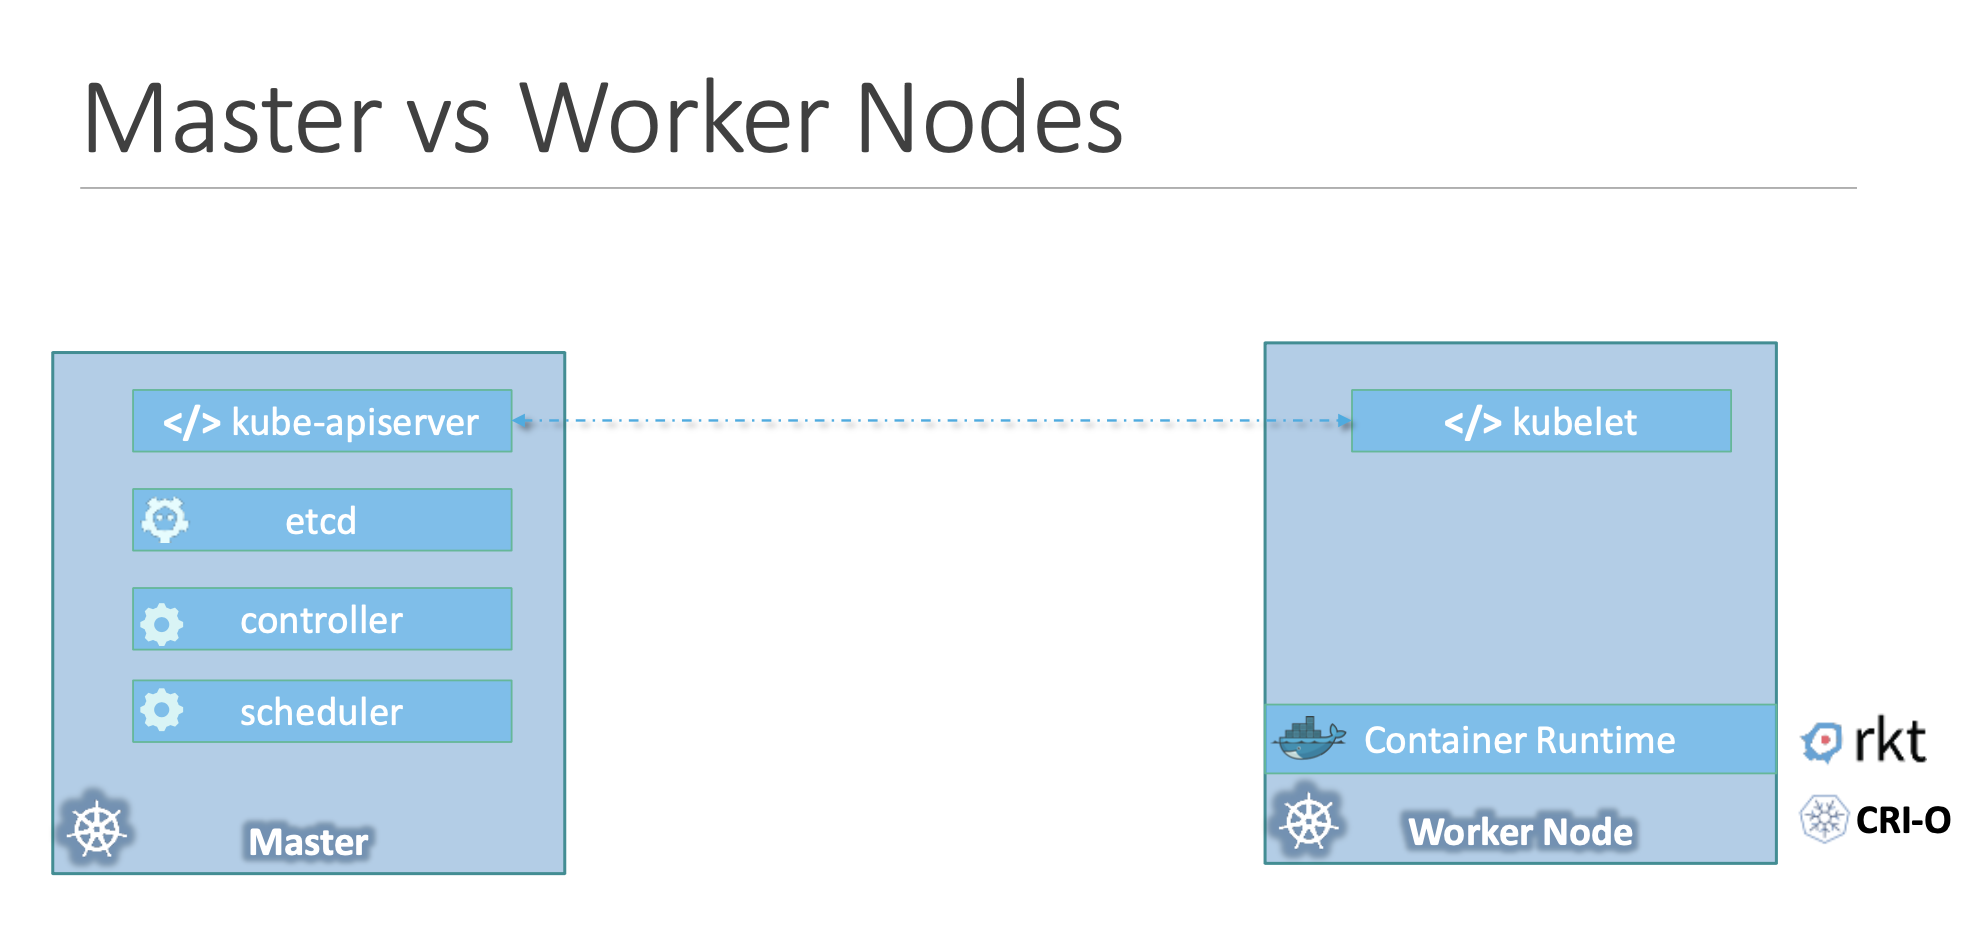 Master vs Worker Nodes
</> kube-apiserver
</> kubelet
etcd
controller
scheduler
Container Runtime
rkt
CRI-O
Master
Worker Node